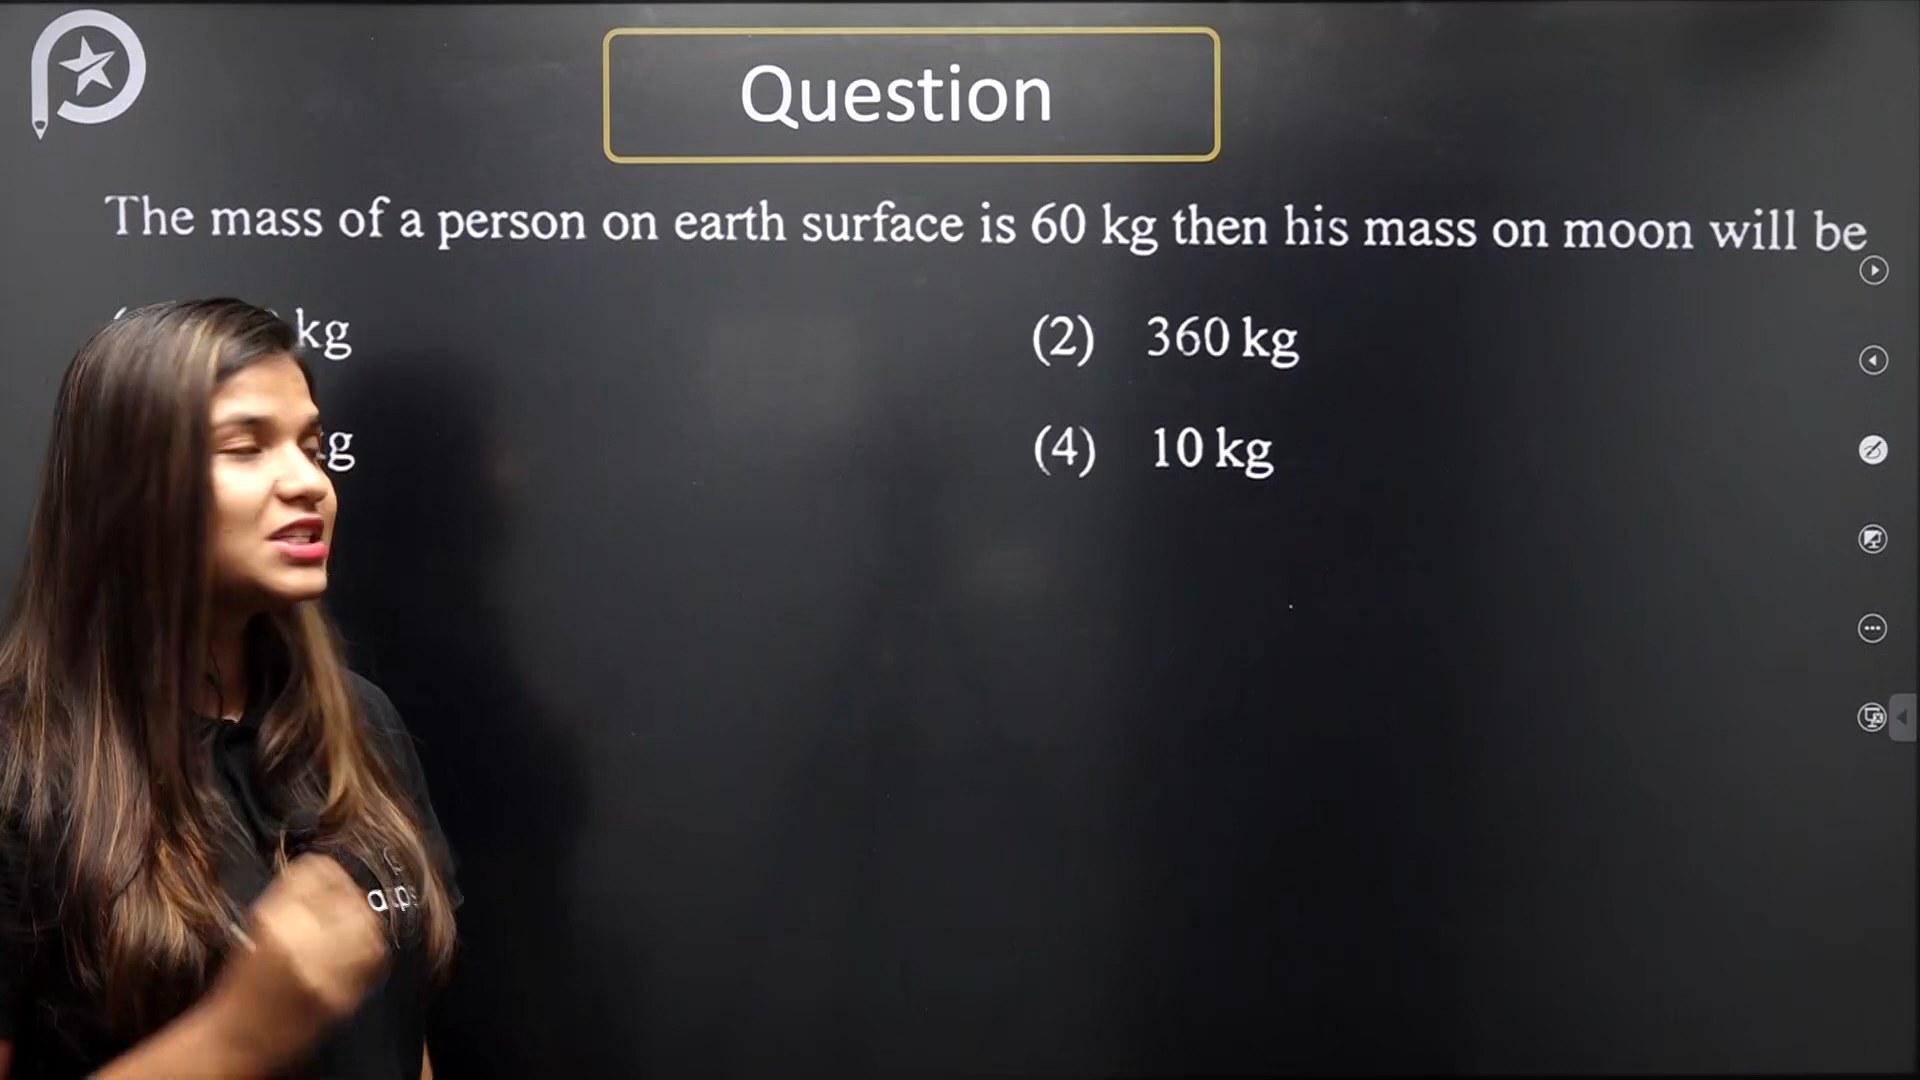 Question
The mass of a person on earth surface is 60 kg then his mass on moon will be
kg
(2) 360 kg
(4) 10 kg